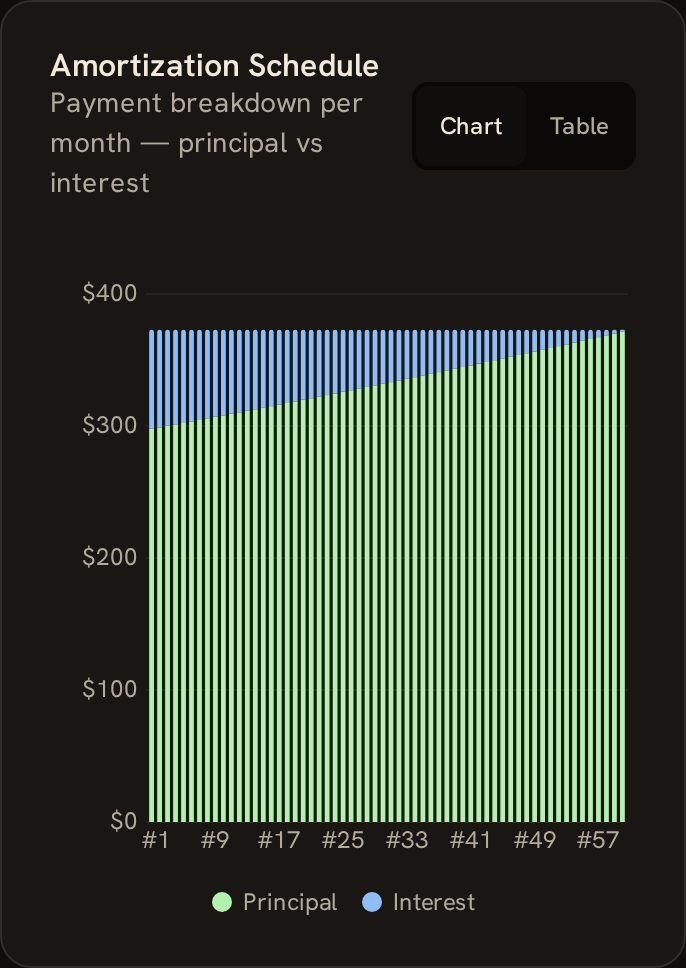 Amortization Schedule
Payment breakdown per
month — principal vs
interest
Chart Table
$400
$300
$200
$100
$0
#1 #9 #17 #25 #33 #41 #49 #57
Principal Interest